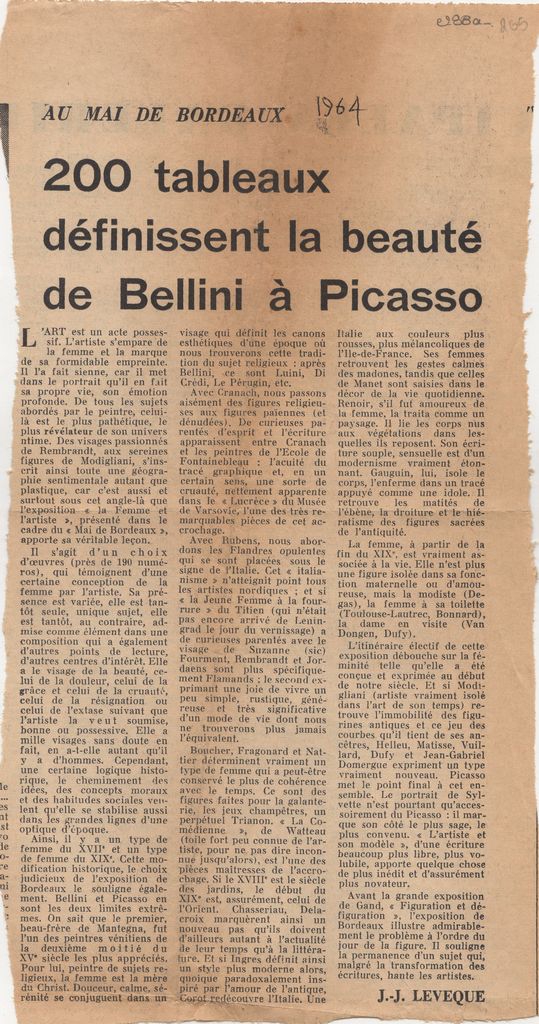 e288a-. 205
AU MAI DE BORDEAUX 1964
200 tableaux
définissent la beauté
de Bellini à Picasso
L'ART est un acte posses-
sif. L'artiste s'empare de
la femme et la marque
de sa formidable empreinte.
Il l'a fait sienne, car il met
dans le portrait qu'il en fait
sa propre vie, son émotion
profonde. De tous les sujets
abordés par le peintre, celui-
là est le plus pathétique, le
plus révélateur de son univers
intime. Des visages passionnés
de Rembrandt, aux sereines
figures de Modigliani, s'ins-
crit ainsi toute une géogra-
phie sentimentale autant que
plastique, car c'est aussi et
surtout sous cet angle-là que
l'exposition « la Femme et
l'artiste », présenté dans le
cadre du « Mai de Bordeaux »,
apporte sa véritable leçon.
Il s'agit d'un choix
d'œuvres (près de 190 numé-
ros), qui témoignent d'une
certaine conception de la
femme par l'artiste. Sa pré-
sence est variée, elle est tan-
tôt seule, unique sujet, elle
est tantôt, au contraire, ad-
mise comme élément dans une
composition qui a également
d'autres points de lecture,
d'autres centres d'intérêt. Elle
a le visage de la beauté, ce-
lui de la douleur, celui de la
grâce et celui de la cruauté,
celui de la résignation ou
celui de l'extase suivant que
l'artiste la veut soumise,
bonne ou possessive. Elle a
mille visages sans doute en
fait, en a-t-elle autant qu'il
y a d'hommes. Cependant,
une certaine logique histo-
rique, le cheminement des
idées, des concepts moraux
et des habitudes sociales veu-
lent qu'elle se stabilise aussi
dans les grandes lignes d'une
optique d'époque.
Ainsi, il y a un type de
femme du XVIIe et un type
de femme du XIXe. Cette mo-
dification historique, le choix
judicieux de l'exposition de
Bordeaux le souligne égale-
ment. Bellini et Picasso en
sont les deux limites extrê-
mes. On sait que le premier,
beau-frère de Mantegna, fut
l'un des peintres vénitiens de
la deuxième moitié du
XVe siècle les plus appréciés.
Pour lui, peintre de sujets re-
ligieux, la femme est la mère
du Christ. Douceur, calme, sé-
rénité se conjuguent dans un
visage qui définit les canons
esthétiques d'une époque où
nous trouverons cette tradi-
tion du sujet religieux : après
Bellini, ce sont Luini, Di
Crédi, Le Pérugin, etc.
Avec Cranach, nous passons
aisément des figures religieu-
ses aux figures païennes (et
dénudées). De curieuses pa-
rentés d'esprit et d'écriture
apparaissent entre Cranach
et les peintres de l'Ecole de
Fontainebleau : l'acuité du
tracé graphique et, en un
certain sens, une sorte de
cruauté, nettement apparente
dans le « Lucrèce » du Musée
de Varsovie, l'une des très re-
marquables pièces de cet ac-
crochage.
Avec Rubens, nous abor-
dons les Flandres opulentes
qui se sont placées sous le
signe de l'Italie. Cet « italia-
nisme » n'atteignit point tous
les artistes nordiques ; et si
« la Jeune Femme à la four-
rure » du Titien (qui n'était
pas encore arrivé de Lenin-
grad le jour du vernissage) a
de curieuses parentés avec le
visage de Suzanne (sic)
Fourment, Rembrandt et Jor-
daens sont plus spécifique-
ment Flamands : le second ex-
primant une joie de vivre un
peu simple, rustique, géné-
reuse et très significative
d'un mode de vie dont nous
ne trouverons plus jamais
l'équivalent.
Boucher, Fragonard et Nat-
tier déterminent vraiment un
type de femme qui a peut-être
conservé le plus de cohérence
avec le temps. Ce sont des
figures faites pour la galante-
rie, les jeux champêtres, un
perpétuel Trianon. « La Co-
médienne », de Watteau
(toile fort peu connue de l'ar-
tiste, pour ne pas dire incon-
nue jusqu'alors), est l'une des
pièces maîtresses de l'accro-
chage. Si le XVIIIe est le siècle
des jardins, le début du
XIXe est, assurément, celui de
l'Orient. Chasseriau, Dela-
croix marquèrent ainsi un
nouveau pas qu'ils doivent
d'ailleurs autant à l'actualité
de leur temps qu'à la littéra-
ture. Et si Ingres définit ainsi
un style plus moderne alors,
quoique paradoxalement ins-
piré par l'amour de l'antique,
Corot redécouvre l'Italie. Une
Italie aux couleurs plus
rousses, plus mélancoliques de
l'Ile-de-France. Ses femmes
retrouvent les gestes calmes
des madones, tandis que celles
de Manet sont saisies dans le
décor de la vie quotidienne.
Renoir, s'il fut amoureux de
la femme, la traita comme un
paysage. Il lie les corps nus
aux végétations dans les-
quelles ils reposent. Son écri-
ture souple, sensuelle est d'un
modernisme vraiment éton-
nant. Gauguin, lui, isole le
corps, l'enferme dans un tracé
appuyé comme une idole. Il
retrouve les matités de
l'ébène, la droiture et le hié-
ratisme des figures sacrées
de l'antiquité.
La femme, à partir de la
fin du XIXe, est vraiment as-
sociée à la vie. Elle n'est plus
une figure isolée dans sa fonc-
tion maternelle ou d'amou-
reuse, mais la modiste (De-
gas), la femme à sa toilette
(Toulouse-Lautrec, Bonnard),
la dame en visite (Van
Dongen, Dufy).
L'itinéraire électif de cette
exposition débouche sur la fé-
minité telle qu'elle a été
conçue et exprimée au début
de notre siècle. Et si Modi-
gliani (artiste vraiment isolé
dans l'art de son temps) re-
trouve l'immobilité des figu-
rines antiques et ce jeu des
courbes qu'il tient de ses an-
cêtres, Helleu, Matisse, Vuil-
lard, Dufy et Jean-Gabriel
Domergue expriment un type
vraiment nouveau. Picasso
met le point final à cet en-
semble. Le portrait de Syl-
vette n'est pourtant qu'acces-
soirement du Picasso : il mar-
que son côté le plus sage, le
plus convenu. « L'artiste et
son modèle », d'une écriture
beaucoup plus libre, plus vo-
lubile, apporte quelque chose
de plus inédit et d'assurément
plus novateur.
Avant la grande exposition
de Gand, « Figuration et dé-
figuration », l'exposition de
Bordeaux illustre admirable-
ment le problème à l'ordre du
jour de la figure. Il souligne
la permanence d'un sujet qui,
malgré la transformation des
écritures, hante les artistes.
J.-J. LEVEQUE